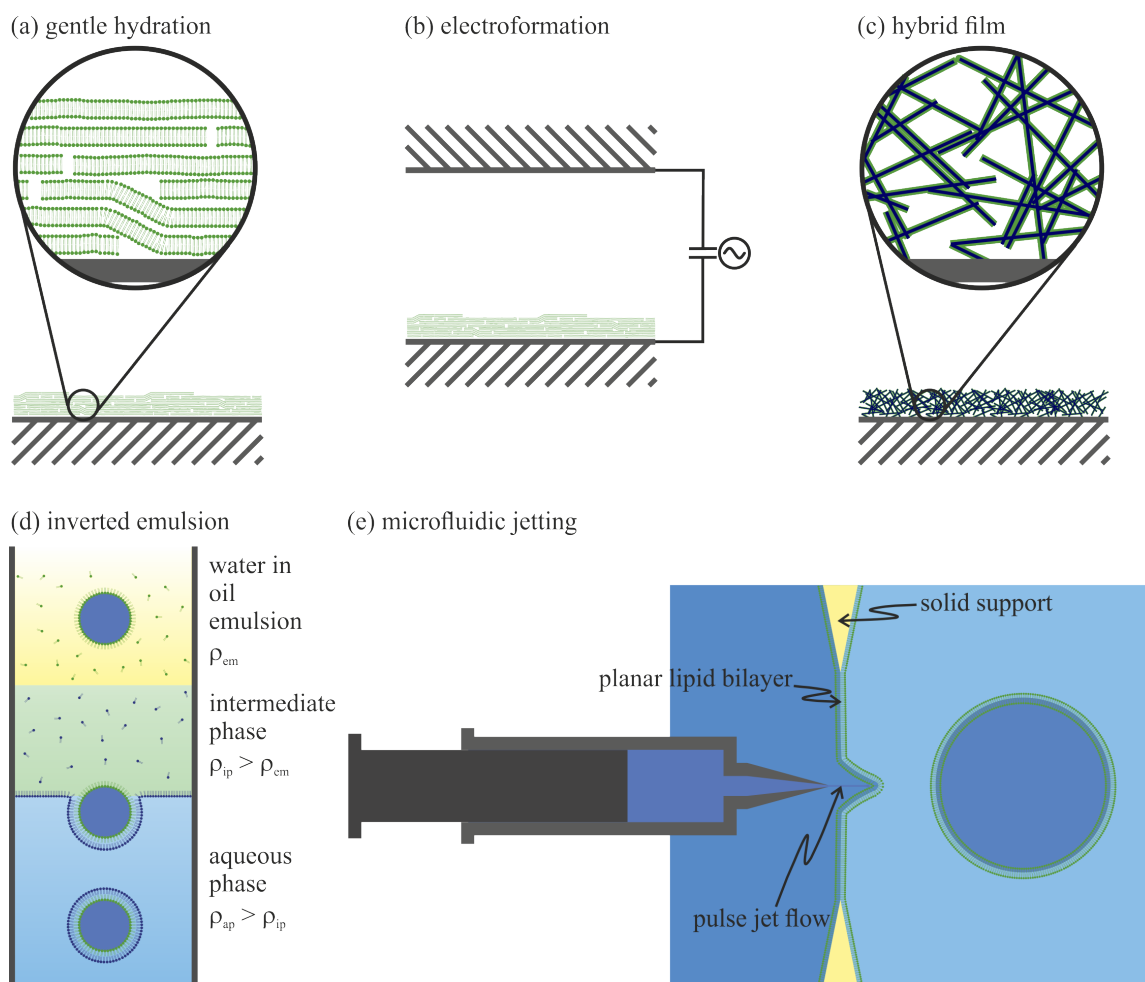 (a) gentle hydration
(b) electroformation
(c) hybrid film
(d) inverted emulsion
water in
oil
emulsion
ρem
intermediate
phase
ρip > ρem
aqueous
phase
ρap > ρip
(e) microfluidic jetting
solid support
planar lipid bilayer
pulse jet flow